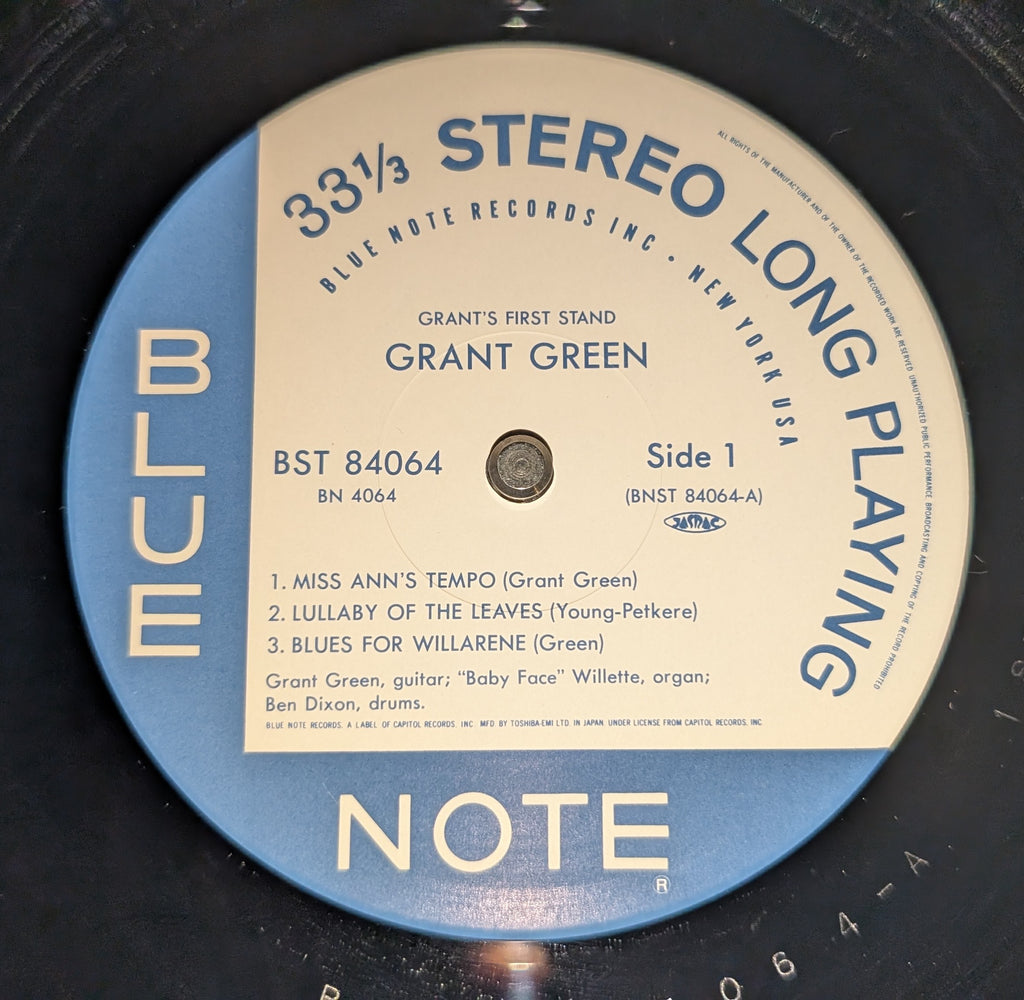 33⅓ STEREO LONG PLAYING
BLUE NOTE RECORDS INC • NEW YORK USA
ALL RIGHTS OF THE MANUFACTURER AND OF THE OWNER OF THE RECORDED WORK ARE RESERVED. UNAUTHORIZED PUBLIC PERFORMANCE BROADCASTING AND COPYING OF THE RECORD PROHIBITED
GRANT'S FIRST STAND
GRANT GREEN
BST 84064
BN 4064
Side 1
(BNST 84064-A)
JASRAC
1. MISS ANN'S TEMPO (Grant Green)
2. LULLABY OF THE LEAVES (Young-Petkere)
3. BLUES FOR WILLARENE (Green)
Grant Green, guitar; “Baby Face” Willette, organ;
Ben Dixon, drums.
BLUE NOTE RECORDS. A LABEL OF CAPITOL RECORDS. INC. MFD BY TOSHIBA-EMI LTD. IN JAPAN UNDER LICENSE FROM CAPITOL RECORDS. INC
BLUE
NOTE
®
064-A